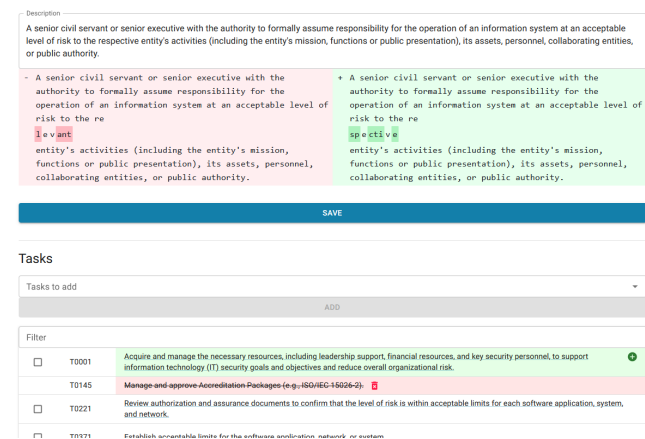 Description
A senior civil servant or senior executive with the authority to formally assume responsibility for the operation of an information system at an acceptable
level of risk to the respective entity's activities (including the entity's mission, functions or public presentation), its assets, personnel, collaborating entities,
or public authority.
- A senior civil servant or senior executive with the
authority to formally assume responsibility for the
operation of an information system at an acceptable level of
risk to the re
levant
entity's activities (including the entity's mission,
functions or public presentation), its assets, personnel,
collaborating entities, or public authority.
+ A senior civil servant or senior executive with the
authority to formally assume responsibility for the
operation of an information system at an acceptable level of
risk to the re
spective
entity's activities (including the entity's mission,
functions or public presentation), its assets, personnel,
collaborating entities, or public authority.
SAVE
Tasks
Tasks to add
ADD
Filter
T0001 Acquire and manage the necessary resources, including leadership support, financial resources, and key security personnel, to support
information technology (IT) security goals and objectives and reduce overall organizational risk.
T0145 Manage and approve Accreditation Packages (e.g., ISO/IEC 15026-2).
T0221 Review authorization and assurance documents to confirm that the level of risk is within acceptable limits for each software application, system,
and network.
T0371 Establish acceptable limits for the software application, network, or system.